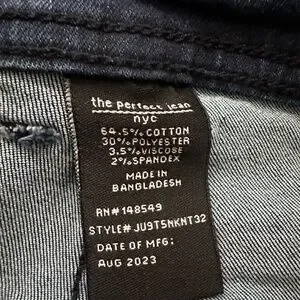 the perfect jean
nyc
64.5% COTTON
30% POLYESTER
3.5% VISCOSE
2% SPANDEX
MADE IN
BANGLADESH
RN# 148549
STYLE# JU9T5NKNT32
DATE OF MFG:
AUG 2023